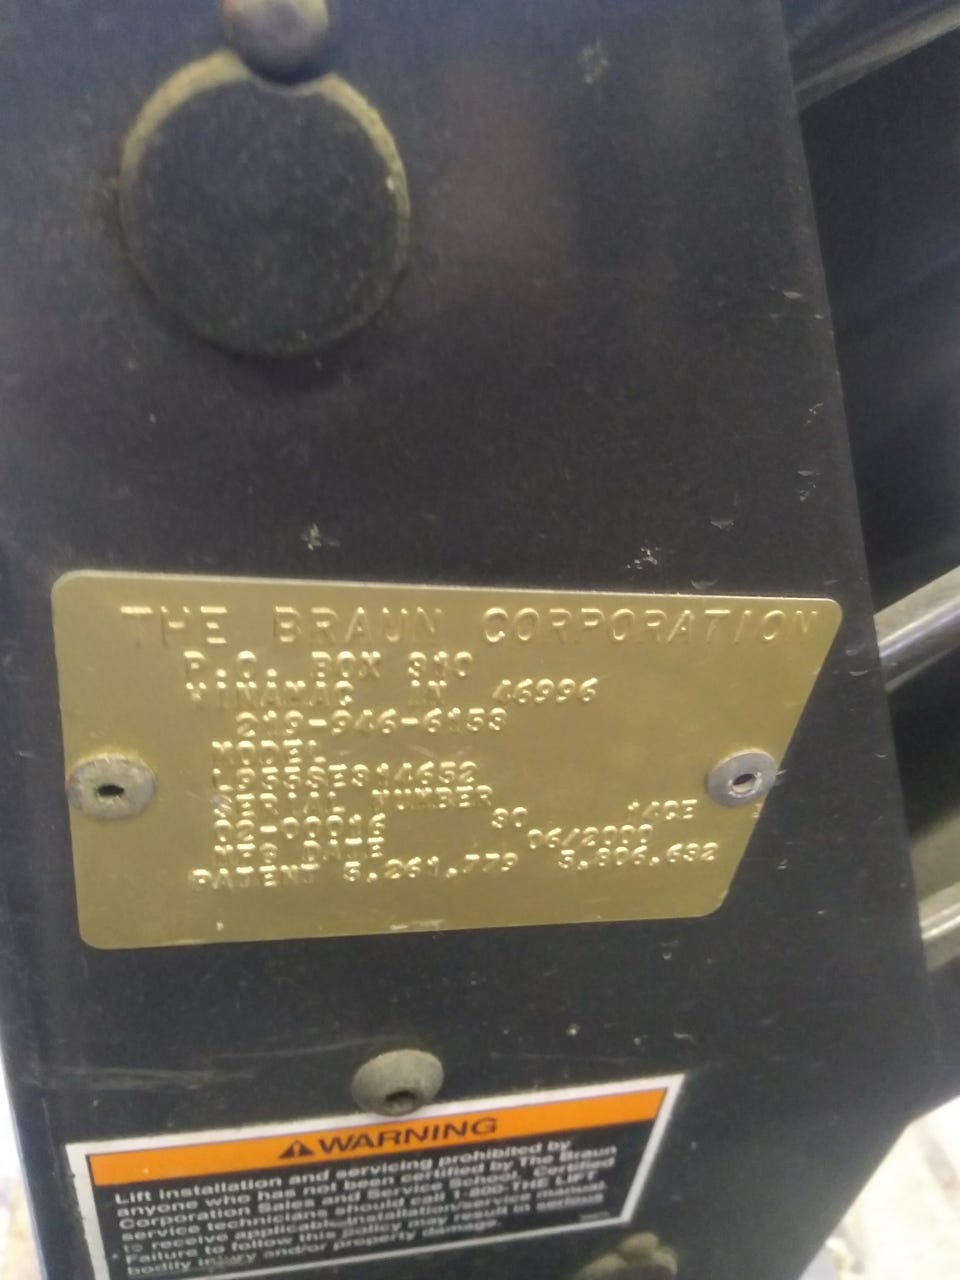 THE BRAUN CORPORATION
P.O. BOX 310
WINAMAC IN 46996
219-946-6153
MODEL
L955SE314652
SERIAL NUMBER
02-00016 30 14CE
MFG DATE 06/2000
PATENT 5,261,779 5,806,632
WARNING
Lift installation and servicing prohibited by
anyone who has not been certified by The Braun
Corporation Sales and Service School. Certified
service technicians should call 1-800 THE LIFT
to receive applicable installation/service manual.
Failure to follow this policy may result in serious
bodily injury and/or property damage.